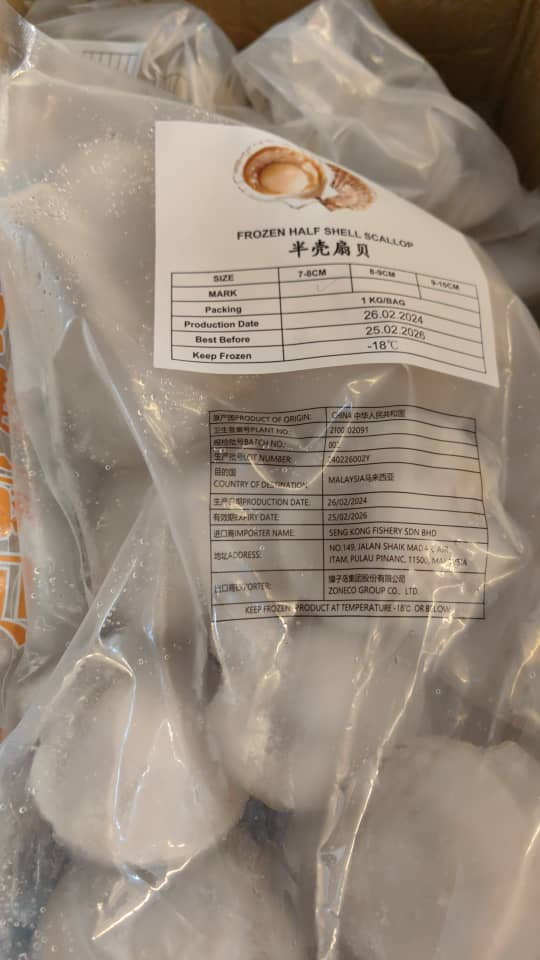 FROZEN HALF SHELL SCALLOP
半壳扇贝
SIZE 7-8CM 8-9CM 9-10CM
MARK
Packing 1 KG/BAG
Production Date 26.02.2024
Best Before 25.02.2026
Keep Frozen -18℃
原产国PRODUCT OF ORIGIN: CHINA 中华人民共和国
卫生注册号PLANT NO.: 02091
报检批号BATCH NO.:
生产批号LOT NUMBER: 240226002Y
目的国
COUNTRY OF DESTINATION: MALAYSIA马来西亚
生产日期PRODUCTION DATE: 26/02/2024
有效期EXPIRY DATE: 25/02/2026
进口商IMPORTER NAME: SENG KONG FISHERY SDN BHD
地址ADDRESS: NO.149, JALAN SHAIK
ITAM, PULAU PINANG, 11500, MALAYSIA
出口商EXPORTER: 獐子岛集团股份有限公司
ZONECO GROUP CO., LTD.
KEEP FROZEN PRODUCT AT TEMPERATURE -18℃ OR BELOW